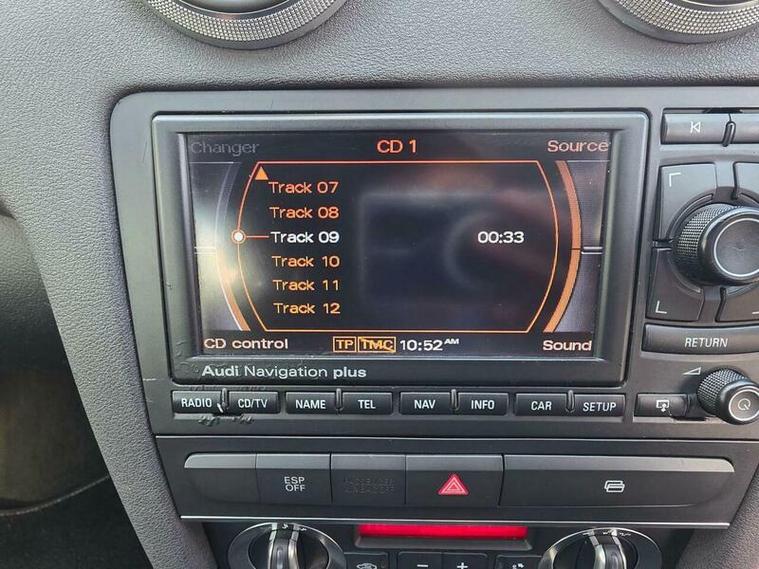 Changer CD 1 Source
Track 07
Track 08
Track 09 00:33
Track 10
Track 11
Track 12
CD control TP TMC 10:52 AM Sound
Audi Navigation plus
RETURN
RADIO CD/TV NAME TEL NAV INFO CAR SETUP
ESP
OFF
PASSENGER